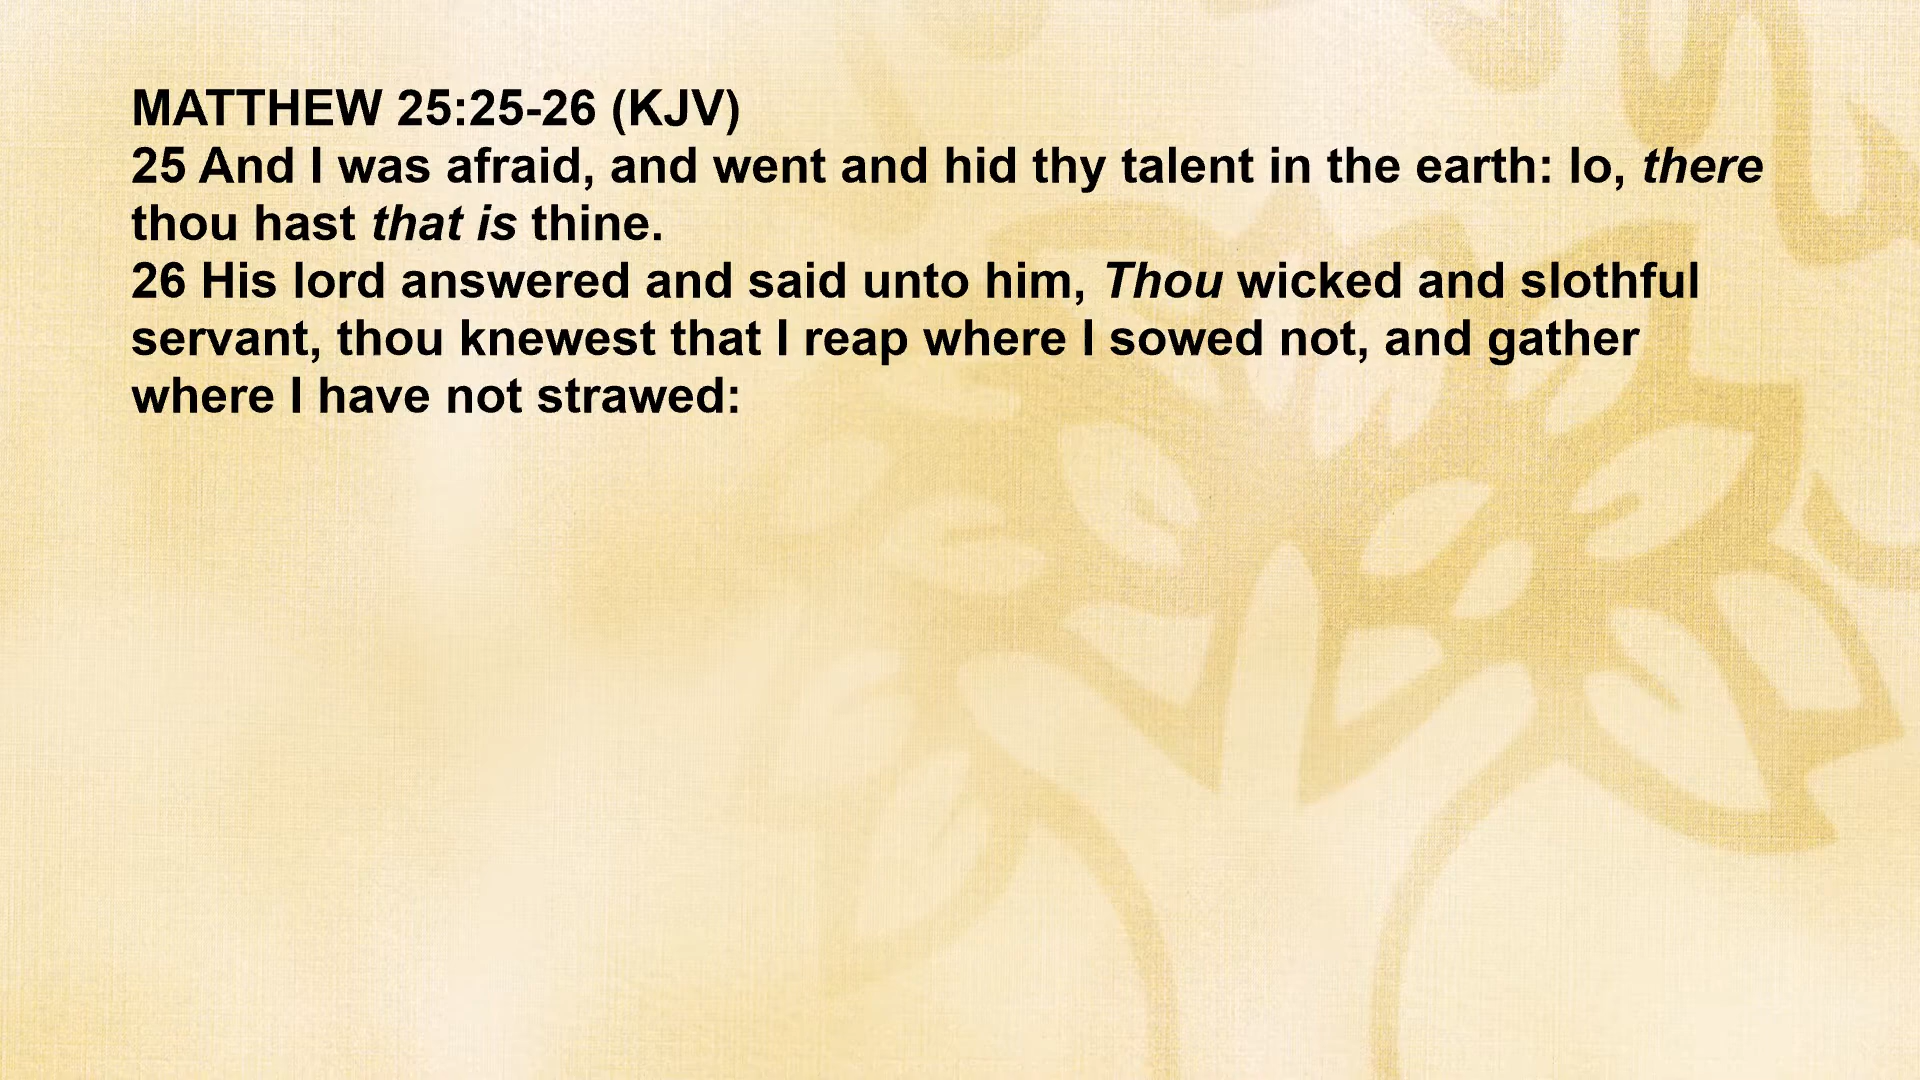 MATTHEW 25:25-26 (KJV)
25 And I was afraid, and went and hid thy talent in the earth: lo, there
thou hast that is thine.
26 His lord answered and said unto him, Thou wicked and slothful
servant, thou knewest that I reap where I sowed not, and gather
where I have not strawed: